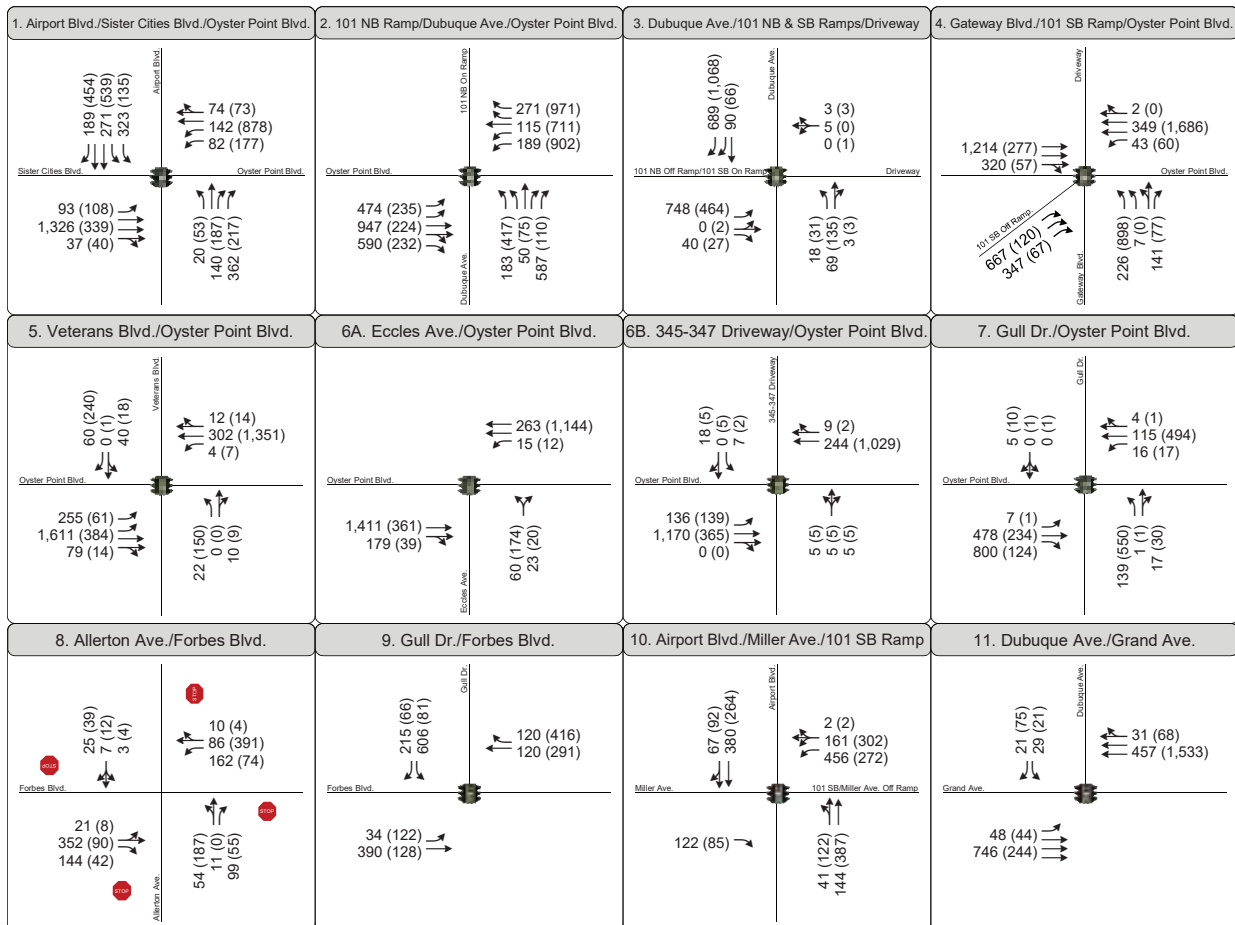 1. Airport Blvd./Sister Cities Blvd./Oyster Point Blvd.
189 (454)
271 (539)
323 (135)
Airport Blvd.
74 (73)
142 (878)
82 (177)
Sister Cities Blvd.
Oyster Point Blvd.
93 (108)
1,326 (339)
37 (40)
20 (53)
140 (187)
362 (217)
2. 101 NB Ramp/Dubuque Ave./Oyster Point Blvd.
101 NB On Ramp
271 (971)
115 (711)
189 (902)
Oyster Point Blvd.
474 (235)
947 (224)
590 (232)
Dubuque Ave.
183 (417)
50 (75)
587 (110)
3. Dubuque Ave./101 NB & SB Ramps/Driveway
689 (1,068)
90 (66)
Dubuque Ave.
3 (3)
5 (0)
0 (1)
101 NB Off Ramp/101 SB On Ramp
Driveway
748 (464)
0 (2)
40 (27)
18 (31)
69 (135)
3 (3)
4. Gateway Blvd./101 SB Ramp/Oyster Point Blvd.
Driveway
2 (0)
349 (1,686)
43 (60)
1,214 (277)
320 (57)
Oyster Point Blvd.
101 SB Off Ramp.
667 (120)
347 (67)
Gateway Blvd.
226 (898)
7 (0)
141 (77)
5. Veterans Blvd./Oyster Point Blvd.
60 (240)
0 (1)
40 (18)
Veterans Blvd.
12 (14)
302 (1,351)
4 (7)
Oyster Point Blvd.
255 (61)
1,611 (384)
79 (14)
22 (150)
0 (0)
10 (9)
6A. Eccles Ave./Oyster Point Blvd.
263 (1,144)
15 (12)
Oyster Point Blvd.
1,411 (361)
179 (39)
Eccles Ave.
60 (174)
23 (20)
6B. 345-347 Driveway/Oyster Point Blvd.
18 (5)
0 (5)
7 (2)
345-347 Driveway
9 (2)
244 (1,029)
Oyster Point Blvd.
136 (139)
1,170 (365)
0 (0)
5 (5)
5 (5)
5 (5)
7. Gull Dr./Oyster Point Blvd.
5 (10)
0 (1)
0 (1)
Gull Dr.
4 (1)
115 (494)
16 (17)
Oyster Point Blvd.
7 (1)
478 (234)
800 (124)
139 (550)
1 (1)
17 (30)
8. Allerton Ave./Forbes Blvd.
25 (39)
7 (12)
3 (4)
STOP
10 (4)
86 (391)
162 (74)
STOP
Forbes Blvd.
STOP
21 (8)
352 (90)
144 (42)
STOP
Allerton Ave.
54 (187)
11 (0)
99 (55)
9. Gull Dr./Forbes Blvd.
215 (66)
606 (81)
Gull Dr.
120 (416)
120 (291)
Forbes Blvd.
34 (122)
390 (128)
10. Airport Blvd./Miller Ave./101 SB Ramp
67 (92)
380 (264)
Airport Blvd.
2 (2)
161 (302)
456 (272)
Miller Ave.
101 SB/Miller Ave. Off Ramp
122 (85)
41 (122)
144 (387)
11. Dubuque Ave./Grand Ave.
21 (75)
29 (21)
Dubuque Ave.
31 (68)
457 (1,533)
Grand Ave.
48 (44)
746 (244)